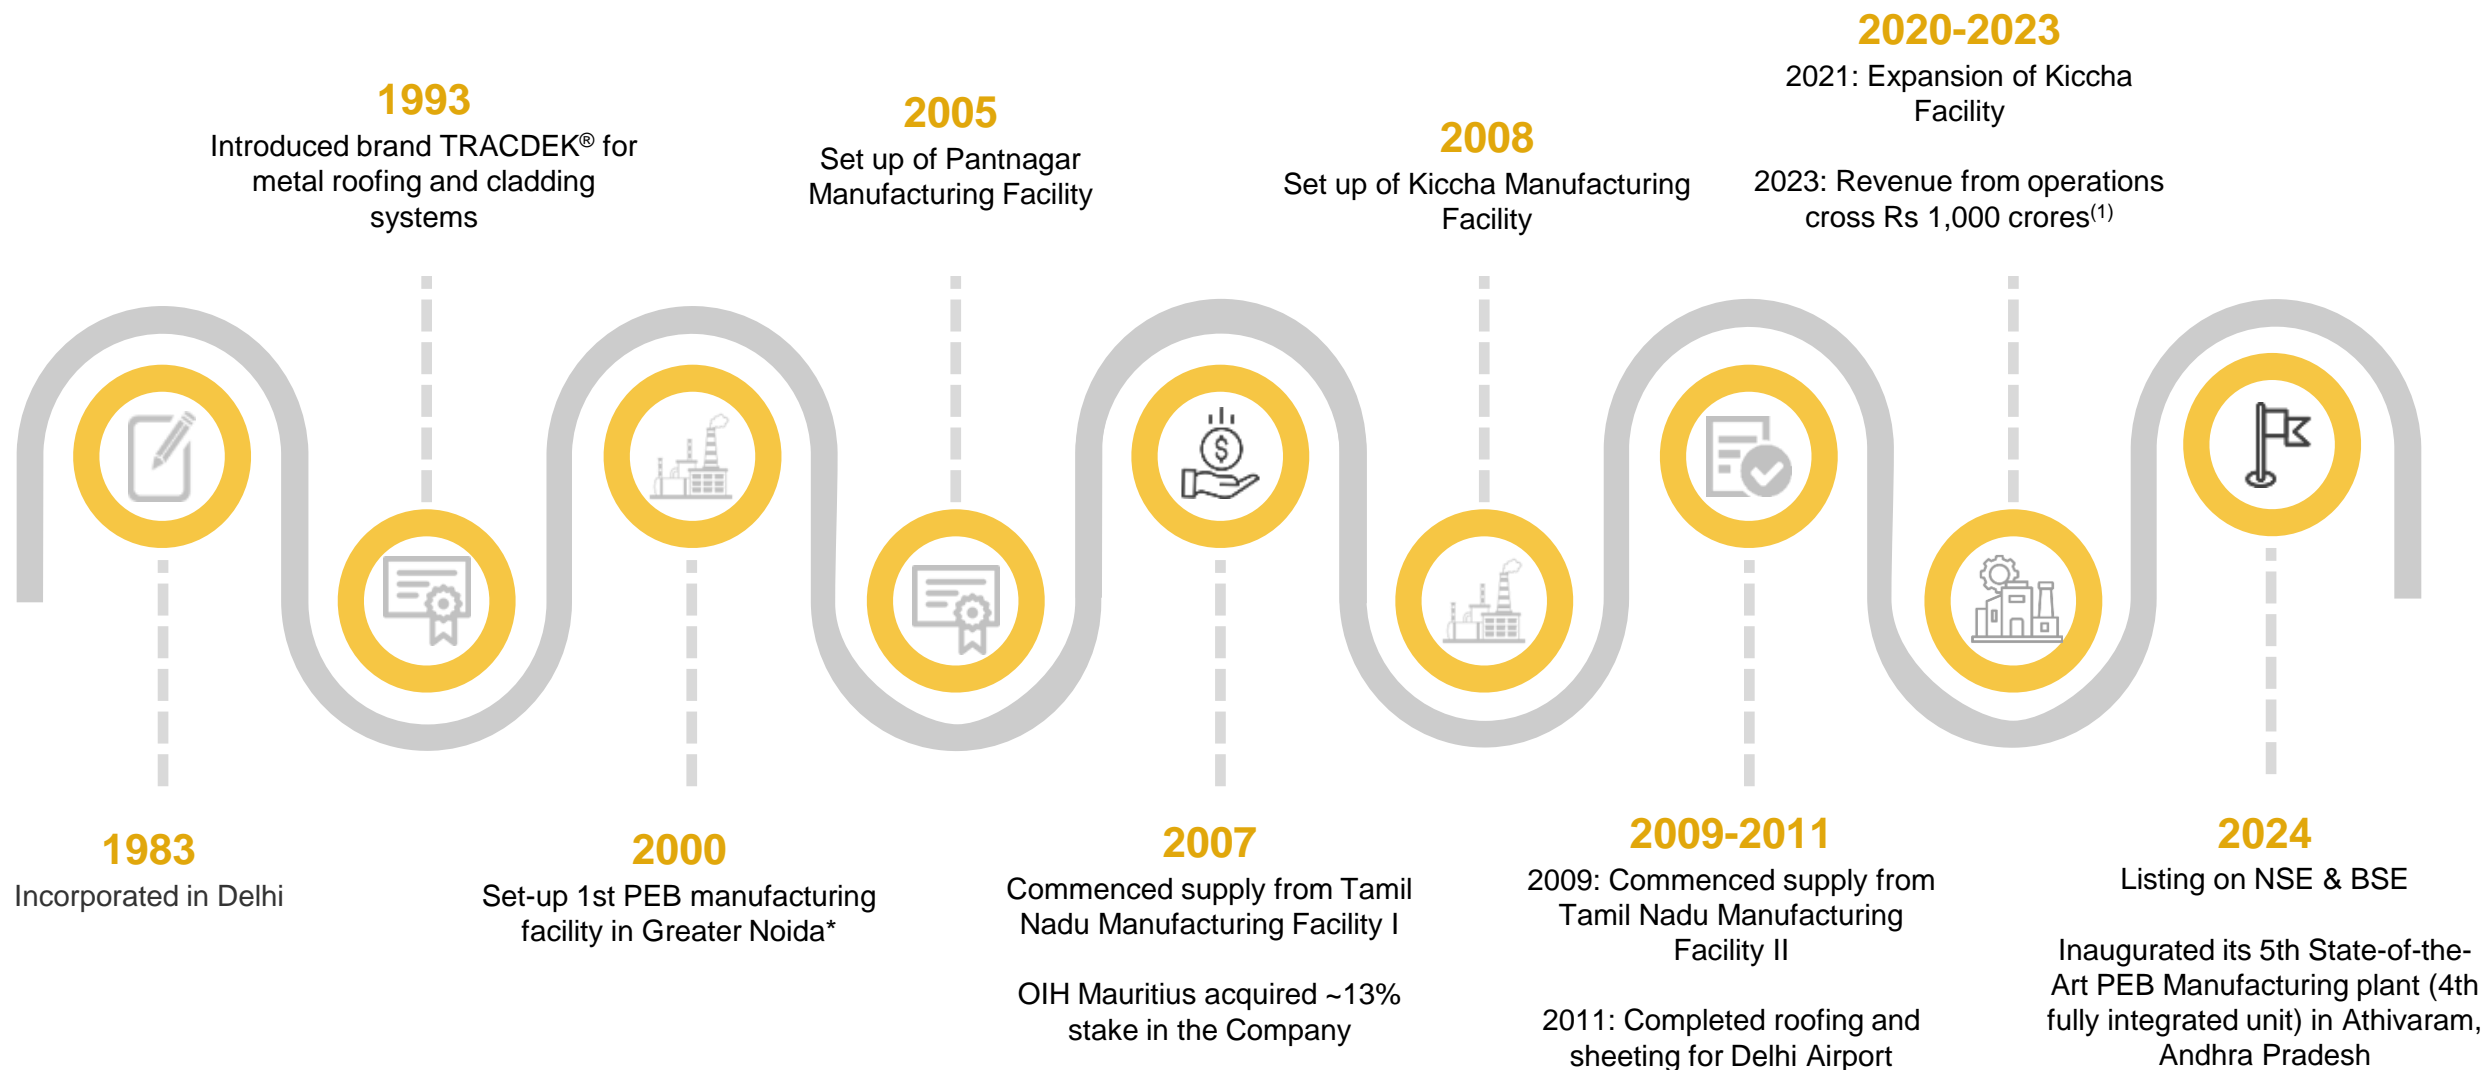 1983
Incorporated in Delhi
1993
Introduced brand TRACDEK® for
metal roofing and cladding
systems
2000
Set-up 1st PEB manufacturing
facility in Greater Noida*
2005
Set up of Pantnagar
Manufacturing Facility
2007
Commenced supply from Tamil
Nadu Manufacturing Facility I
OIH Mauritius acquired ~13%
stake in the Company
2008
Set up of Kiccha Manufacturing
Facility
2009-2011
2009: Commenced supply from
Tamil Nadu Manufacturing
Facility II
2011: Completed roofing and
sheeting for Delhi Airport
2020-2023
2021: Expansion of Kiccha
Facility
2023: Revenue from operations
cross Rs 1,000 crores(1)
2024
Listing on NSE & BSE
Inaugurated its 5th State-of-the-
Art PEB Manufacturing plant (4th
fully integrated unit) in Athivaram,
Andhra Pradesh
$